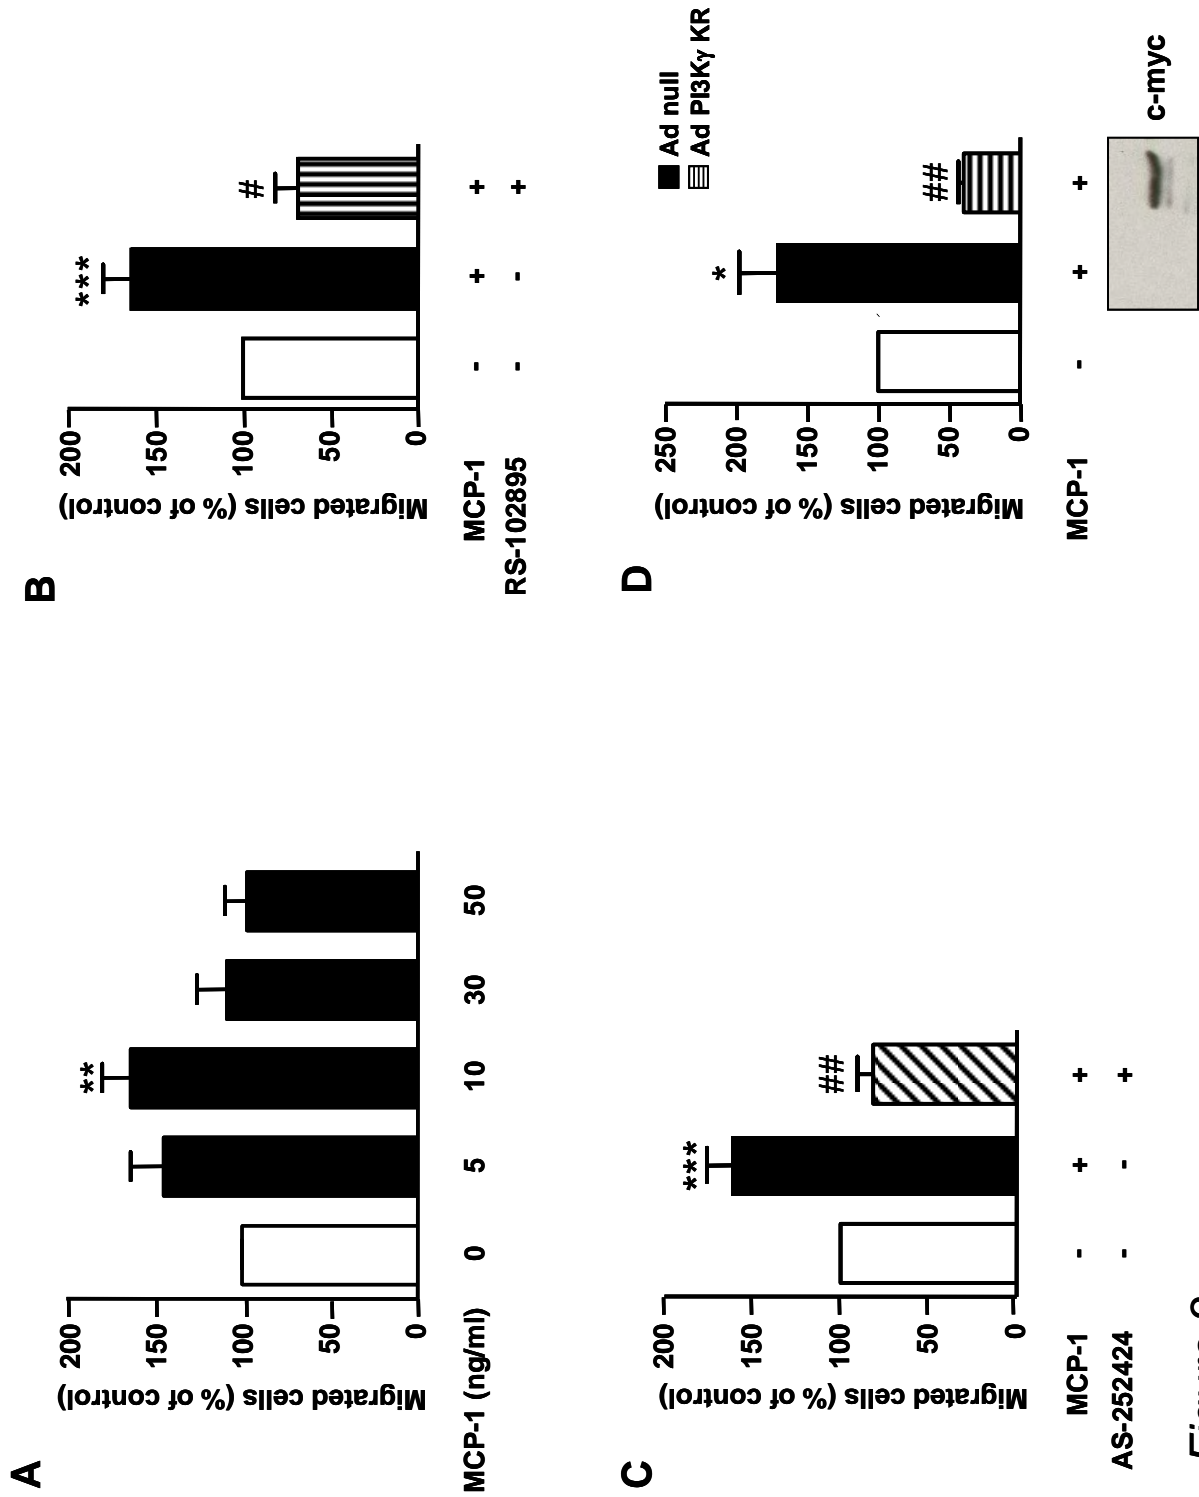 A
Migrated cells (% of control)
200
150
100
50
0
**
MCP-1 (ng/ml) 0 5 10 30 50
B
Migrated cells (% of control)
200
150
100
50
0
***
#
MCP-1 - + +
RS-102895 - - +
C
Migrated cells (% of control)
200
150
100
50
0
***
##
MCP-1 - + +
AS-252424 - - +
D
Migrated cells (% of control)
250
200
150
100
50
0
Ad null
Ad PI3Kγ KR
*
##
MCP-1 - + +
c-myc